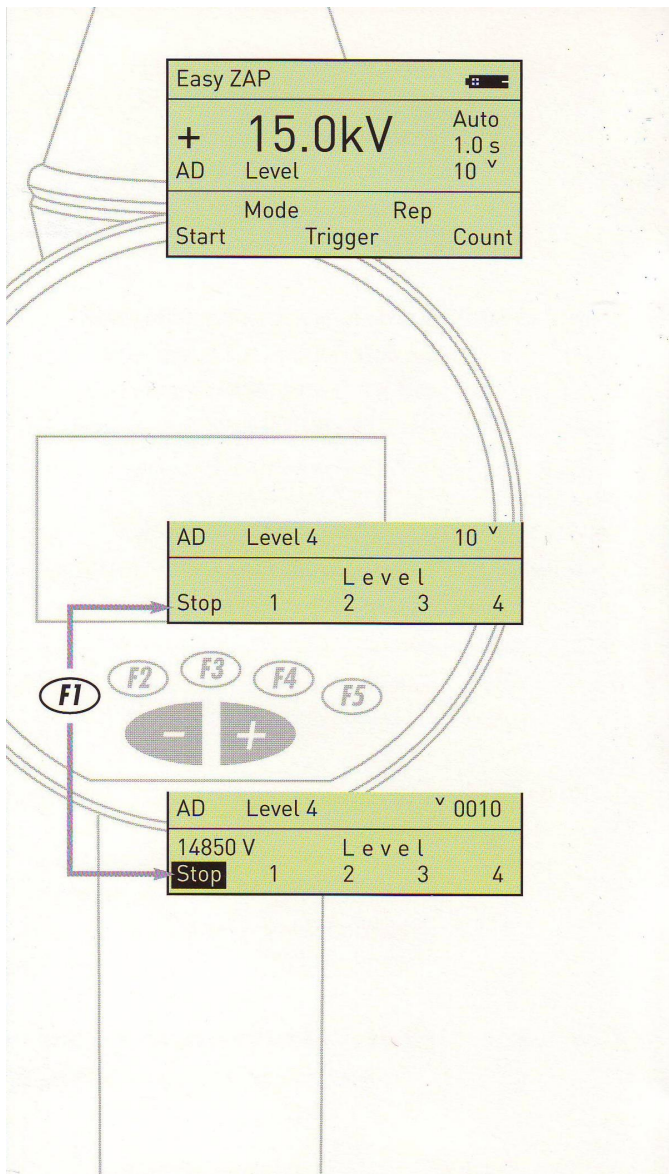 Easy ZAP
+ 15.0kV Auto
1.0 s
AD Level 10 ˅
Mode Rep
Start Trigger Count
AD Level 4 10 ˅
Level
Stop 1 2 3 4
F1 F2 F3 F4 F5
- +
AD Level 4 ˅ 0010
14850 V Level
Stop 1 2 3 4